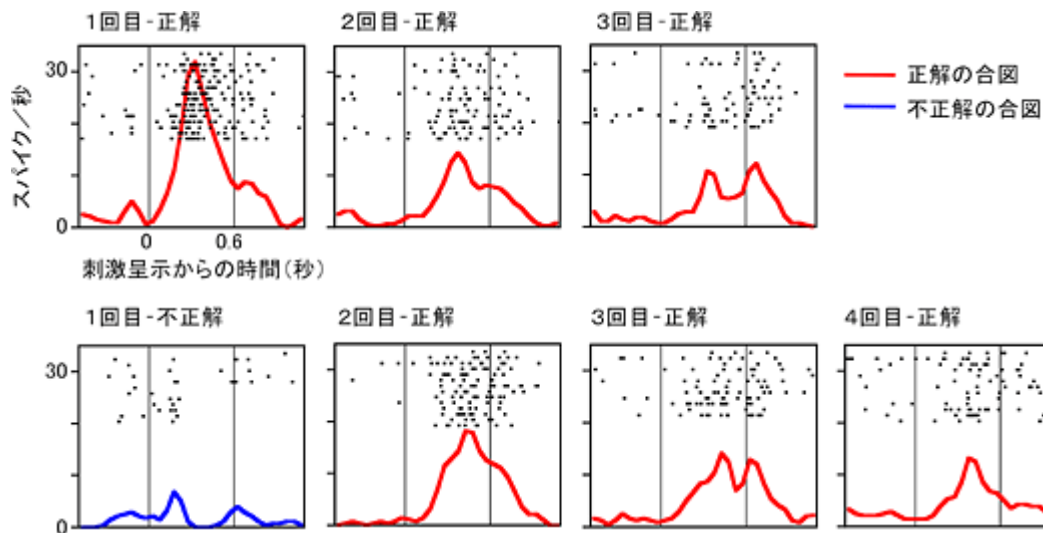 1回目-正解
2回目-正解
3回目-正解
正解の合図
不正解の合図
スパイク/秒
30
0
0
0.6
刺激呈示からの時間(秒)
1回目-不正解
2回目-正解
3回目-正解
4回目-正解
30
0